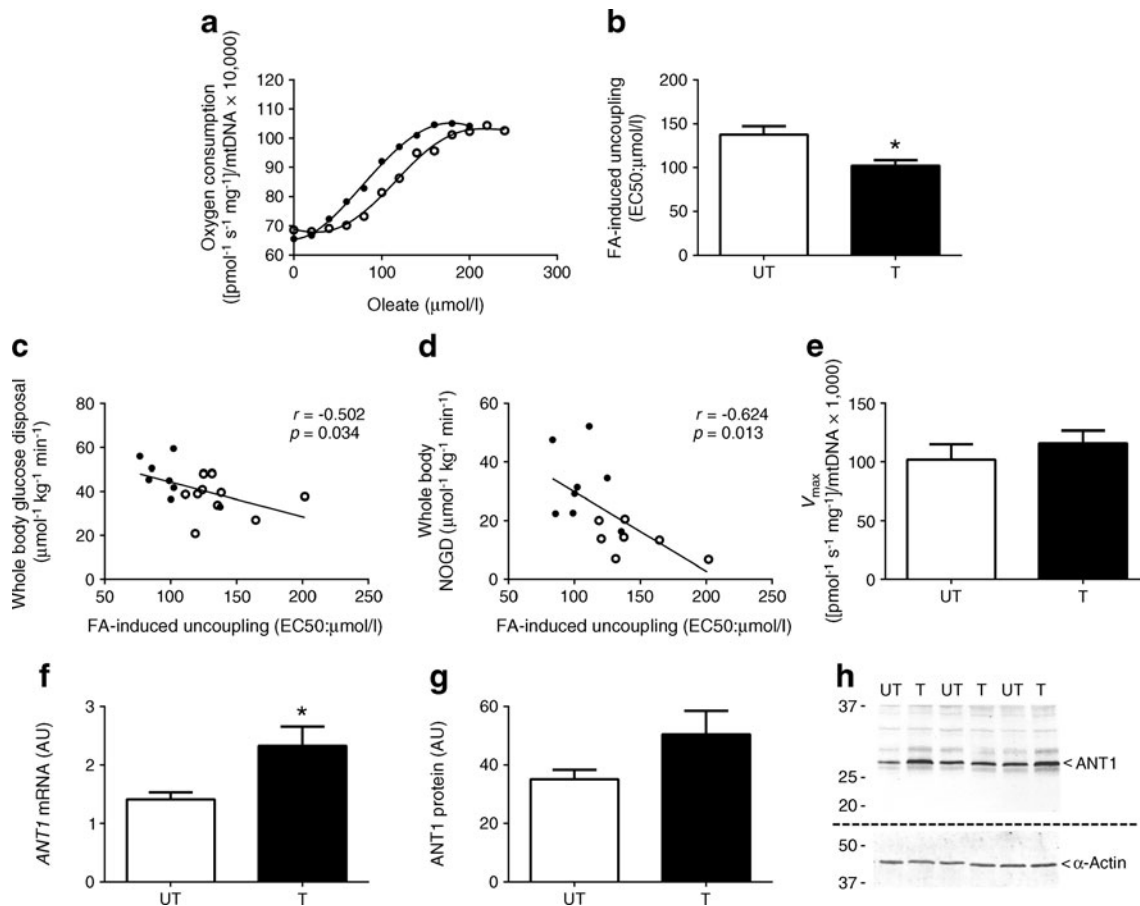 a
Oxygen consumption
([pmol⁻¹ s⁻¹ mg⁻¹]/mtDNA × 10,000)
120
110
100
90
80
70
60
0 100 200 300
Oleate (µmol/l)
b
FA-induced uncoupling
(EC50:µmol/l)
200
150
100
50
0
*
UT T
c
Whole body glucose disposal
(µmol⁻¹ kg⁻¹ min⁻¹)
80
60
40
20
0
r = -0.502
p = 0.034
50 100 150 200 250
FA-induced uncoupling (EC50:µmol/l)
d
Whole body
NOGD (µmol⁻¹ kg⁻¹ min⁻¹)
60
40
20
0
r = -0.624
p = 0.013
50 100 150 200 250
FA-induced uncoupling (EC50:µmol/l)
e
Vmax
([pmol⁻¹ s⁻¹ mg⁻¹]/mtDNA × 1,000)
150
100
50
0
UT T
f
ANT1 mRNA (AU)
3
2
1
0
*
UT T
g
ANT1 protein (AU)
60
40
20
0
UT T
h
UT T UT T UT T
37 -
<ANT1
25 -
20 -
50 -
<α-Actin
37 -